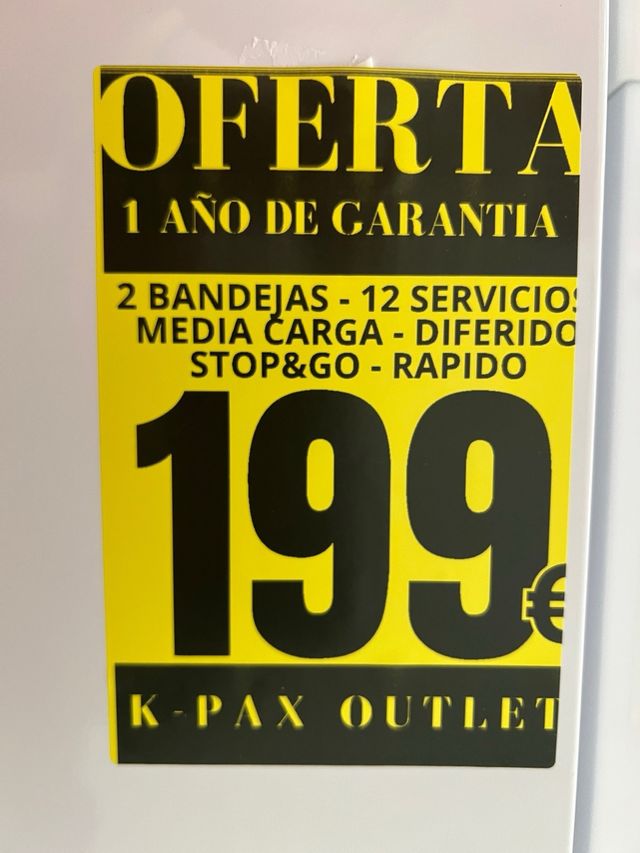 OFERTA
1 AÑO DE GARANTIA
2 BANDEJAS - 12 SERVICIOS
MEDIA CARGA - DIFERIDO
STOP&GO - RAPIDO
199€
K-PAX OUTLET